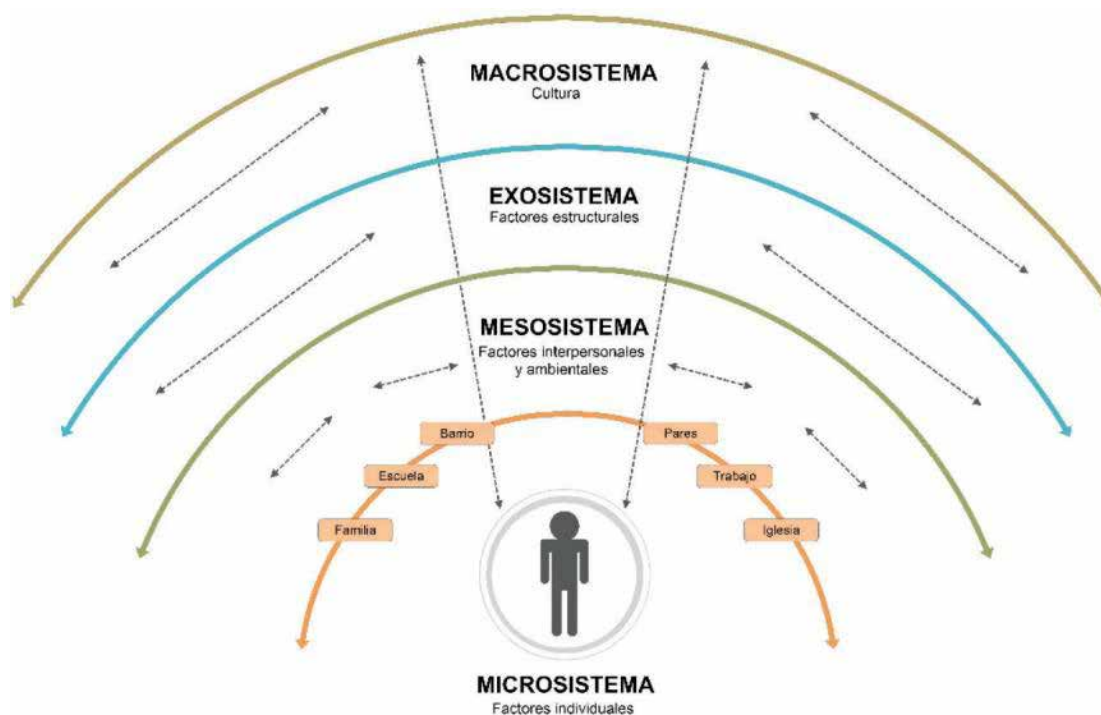 MACROSISTEMA
Cultura
EXOSISTEMA
Factores estructurales
MESOSISTEMA
Factores interpersonales
y ambientales
Barrio
Pares
Escuela
Trabajo
Familia
Iglesia
MICROSISTEMA
Factores individuales